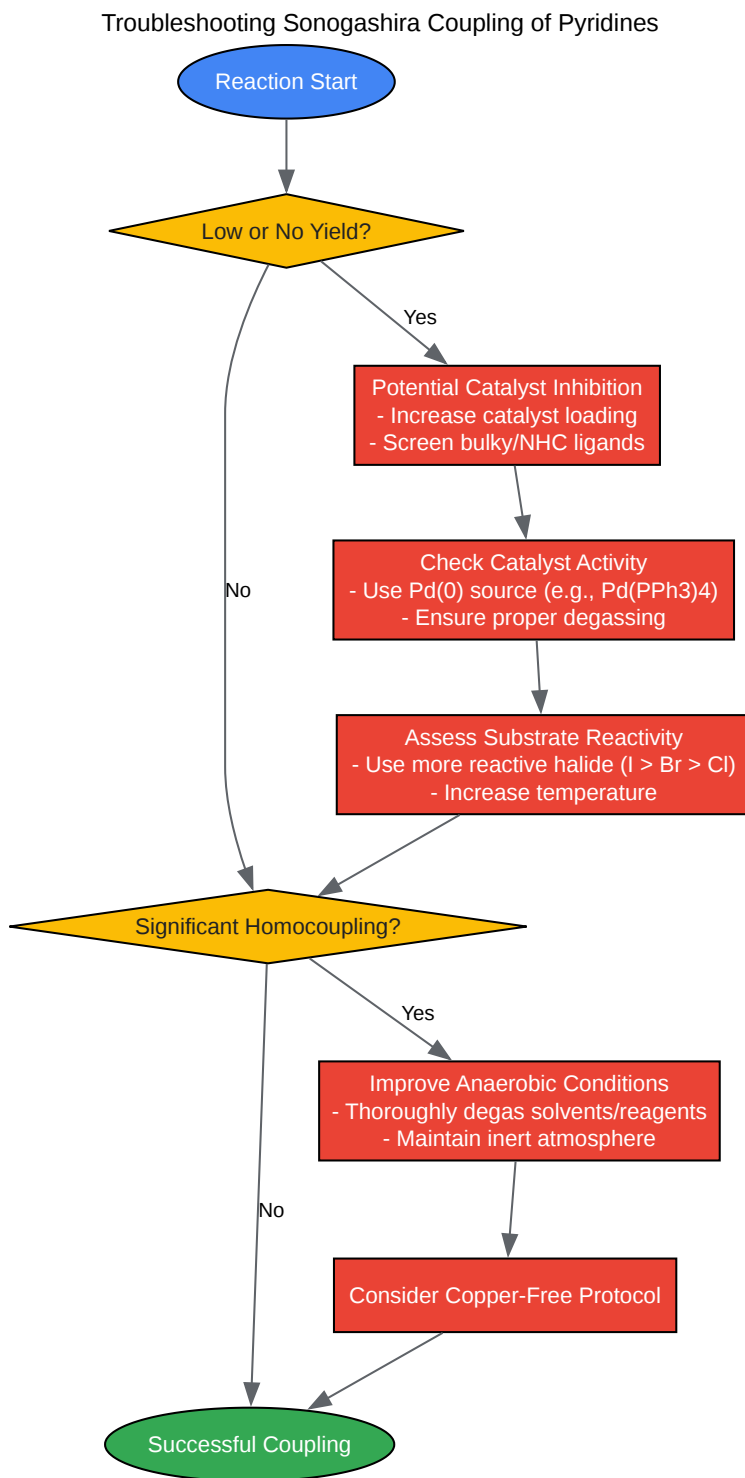 Troubleshooting Sonogashira Coupling of Pyridines
Reaction Start
Low or No Yield?
Yes
Potential Catalyst Inhibition
- Increase catalyst loading
- Screen bulky/NHC ligands
Check Catalyst Activity
- Use Pd(0) source (e.g., Pd(PPh3)4)
- Ensure proper degassing
No
Assess Substrate Reactivity
- Use more reactive halide (I > Br > Cl)
- Increase temperature
Significant Homocoupling?
Yes
Improve Anaerobic Conditions
- Thoroughly degas solvents/reagents
- Maintain inert atmosphere
No
Consider Copper-Free Protocol
Successful Coupling